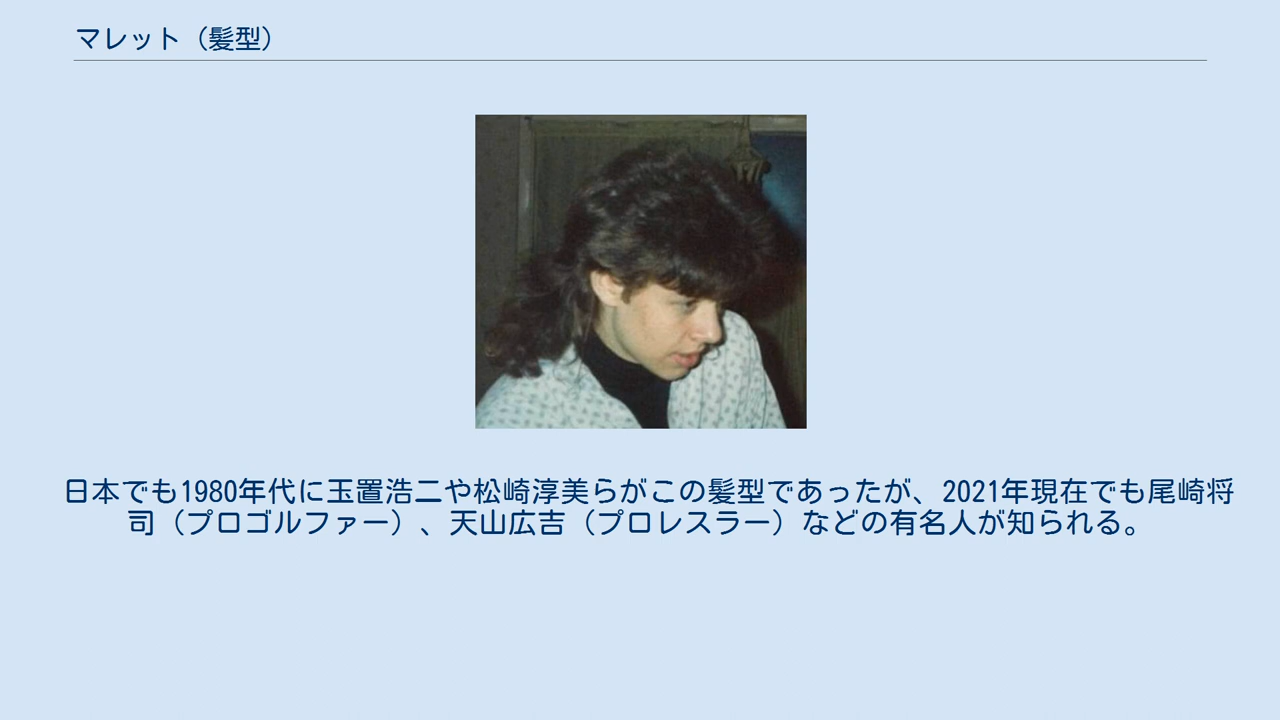 マレット（髪型）
日本でも1980年代に玉置浩二や松崎淳美らがこの髪型であったが、2021年現在でも尾崎将
司（プロゴルファー）、天山広吉（プロレスラー）などの有名人が知られる。